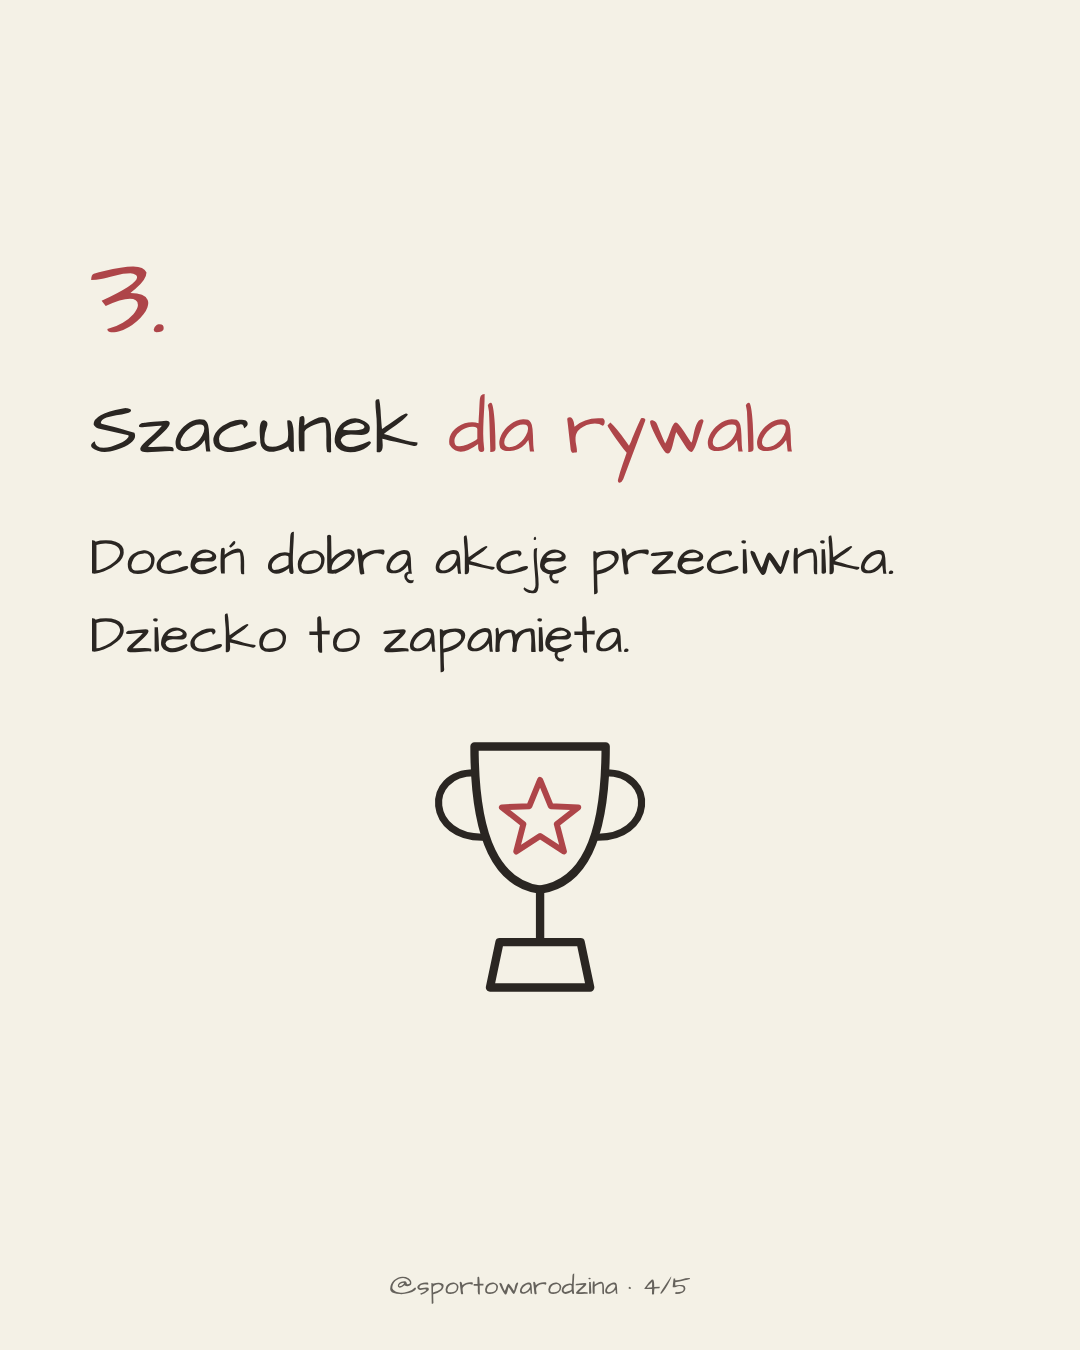 3.
Szacunek dla rywala
Doceń dobrą akcję przeciwnika.
Dziecko to zapamięta.
@sportowarodzina · 4/5